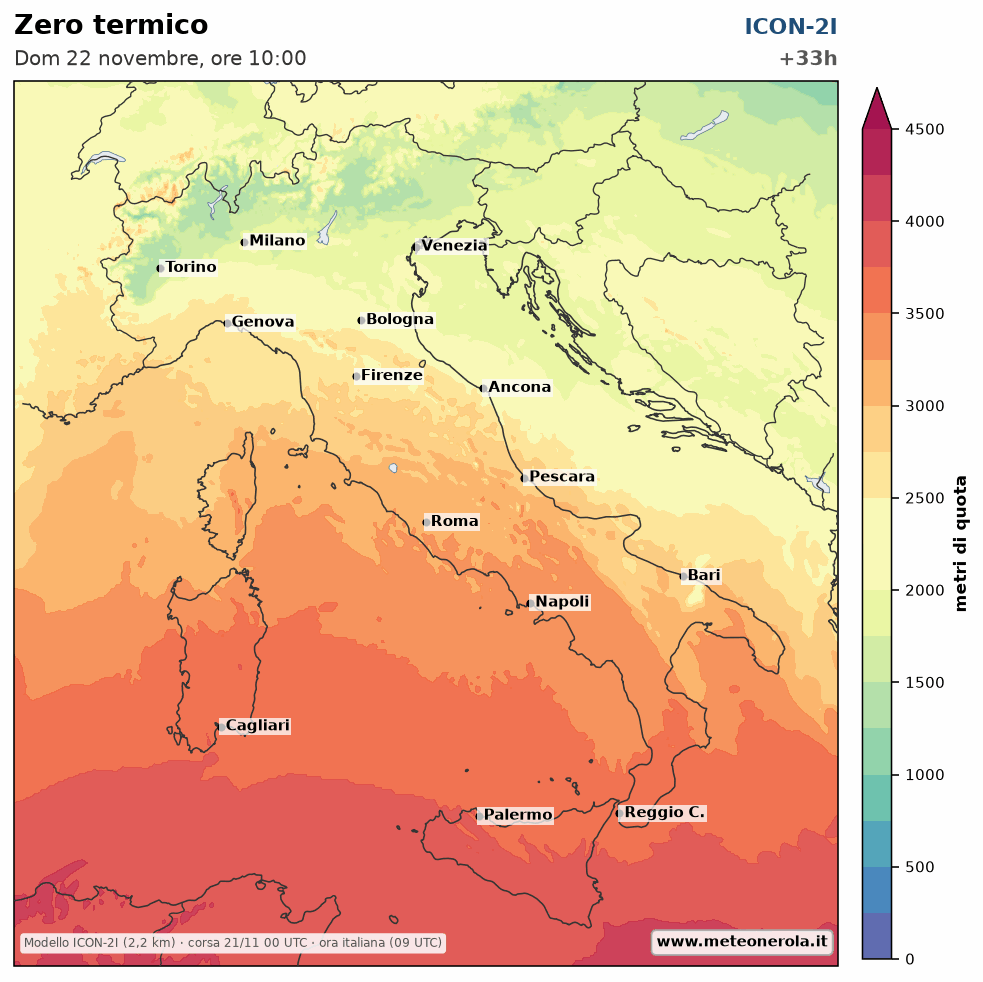 Zero termico
ICON-2I
Dom 22 novembre, ore 10:00
+33h
Milano
Venezia
Torino
Genova
Bologna
Firenze
Ancona
Pescara
Roma
Bari
Napoli
Cagliari
Palermo
Reggio C.
4500
4000
3500
3000
2500
2000
1500
1000
500
0
metri di quota
Modello ICON-2I (2,2 km) · corsa 21/11 00 UTC · ora italiana (09 UTC)
www.meteonerola.it